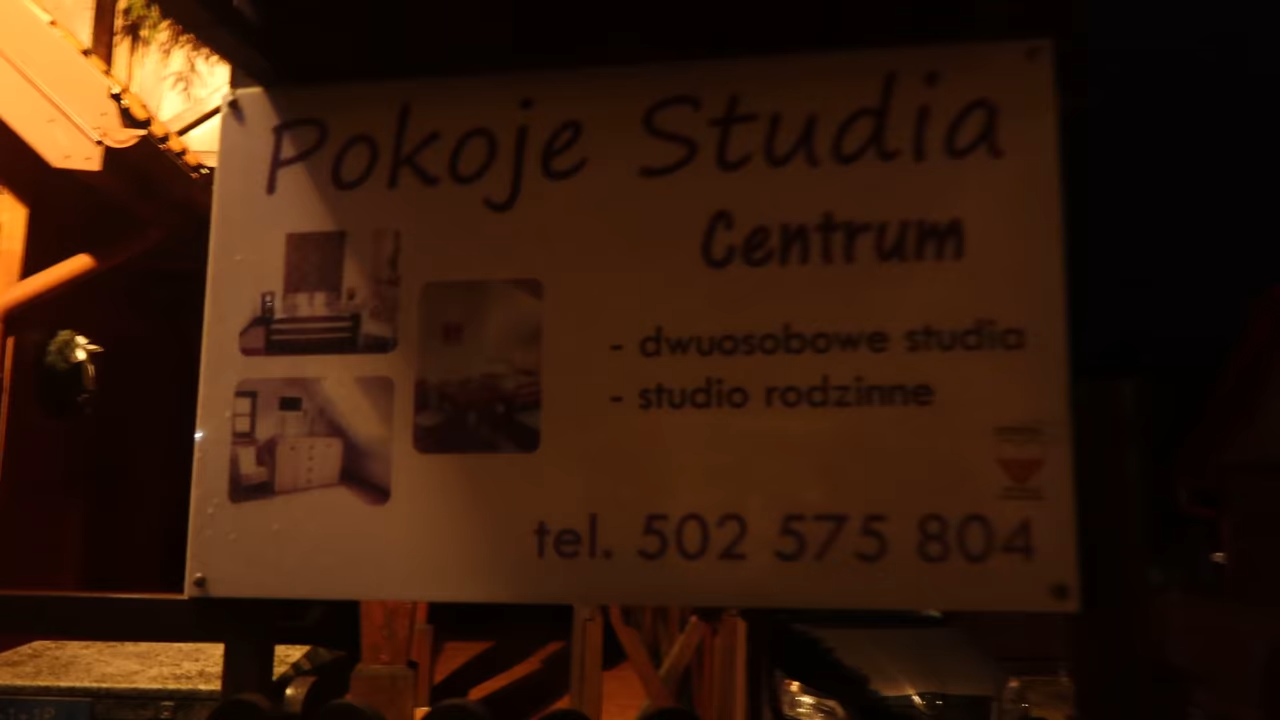 Pokoje Studia
Centrum
- dwuosobowe studia
- studio rodzinne
tel. 502 575 804